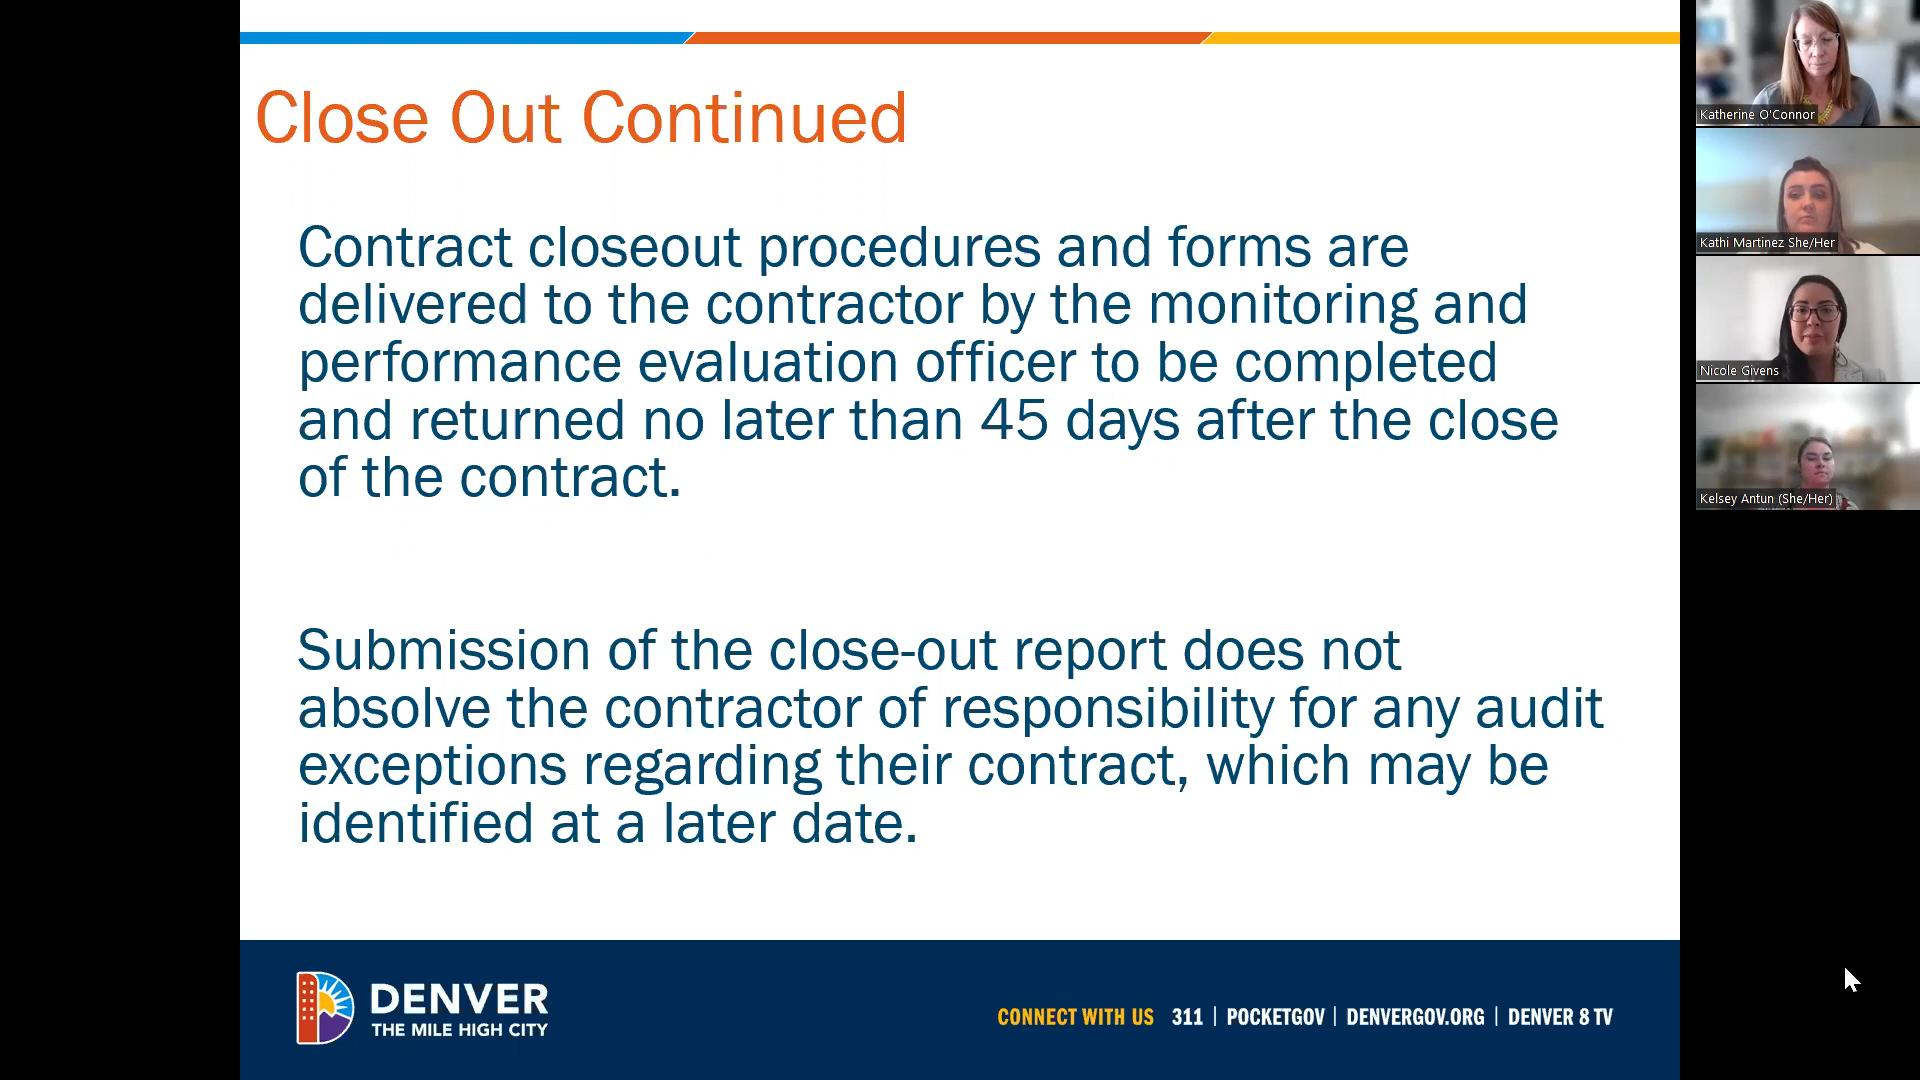 Close Out Continued
Contract closeout procedures and forms are
delivered to the contractor by the monitoring and
performance evaluation officer to be completed
and returned no later than 45 days after the close
of the contract.
Submission of the close-out report does not
absolve the contractor of responsibility for any audit
exceptions regarding their contract, which may be
identified at a later date.
DENVER
THE MILE HIGH CITY
CONNECT WITH US 311 | POCKETGOV | DENVERGOV.ORG | DENVER 8 TV
Katherine O'Connor
Kathi Martinez She/Her
Nicole Givens
Kelsey Antun (She/Her)